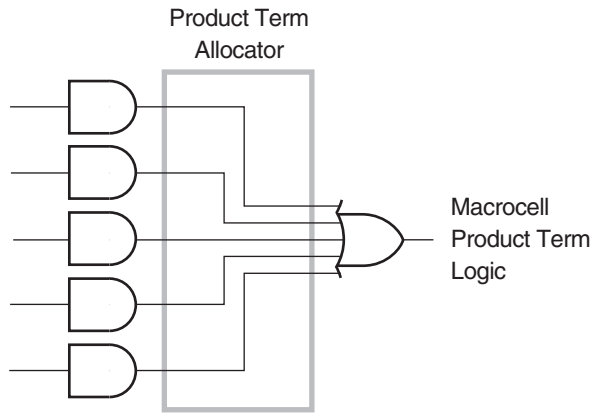 Product Term
Allocator
Macrocell
Product Term
Logic